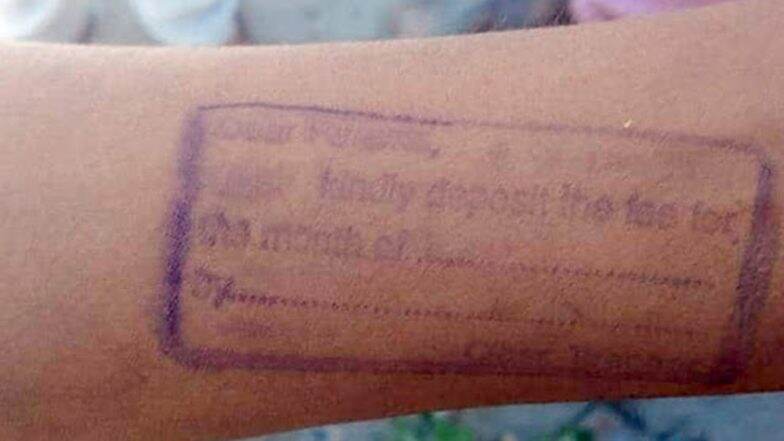 Dear Parents,
kindly deposit the fee for
the month of ..............................
By..................................................